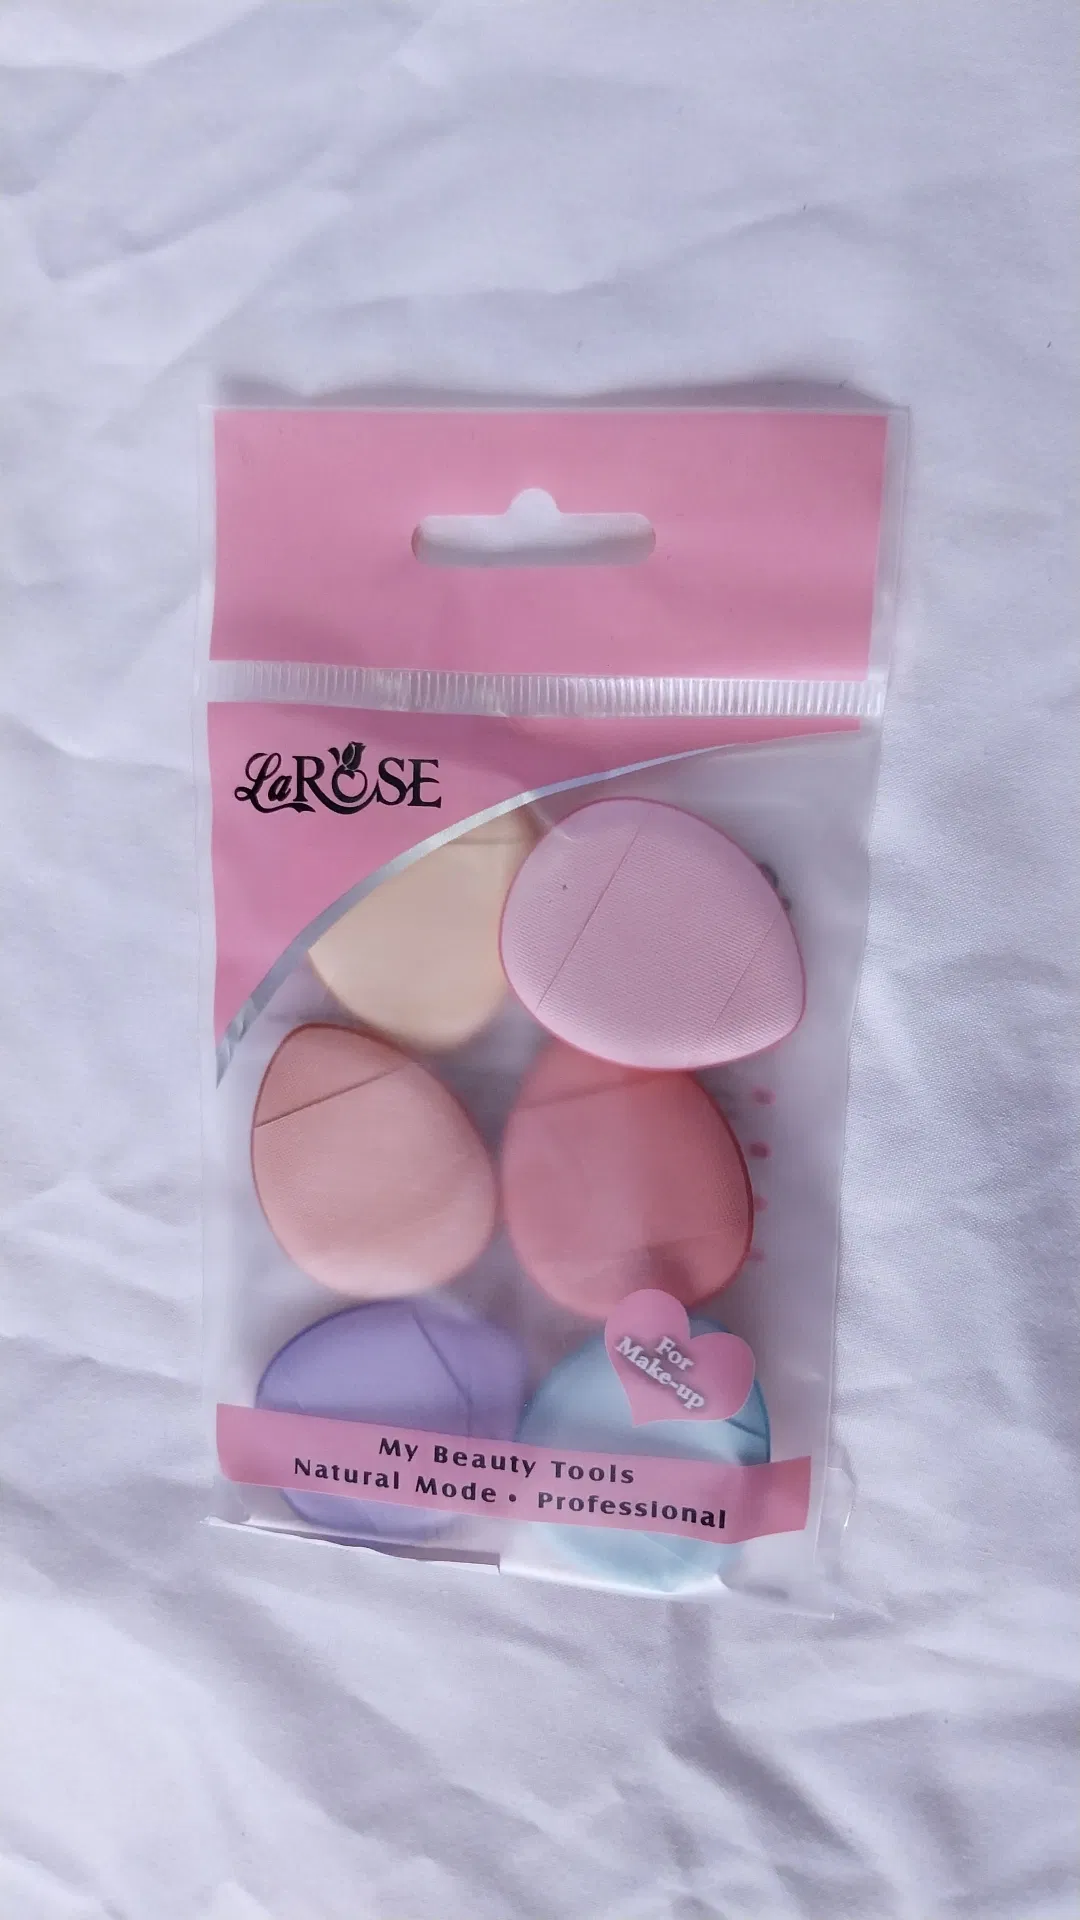 LaROSE
For
Make-up
My Beauty Tools
Natural Mode • Professional